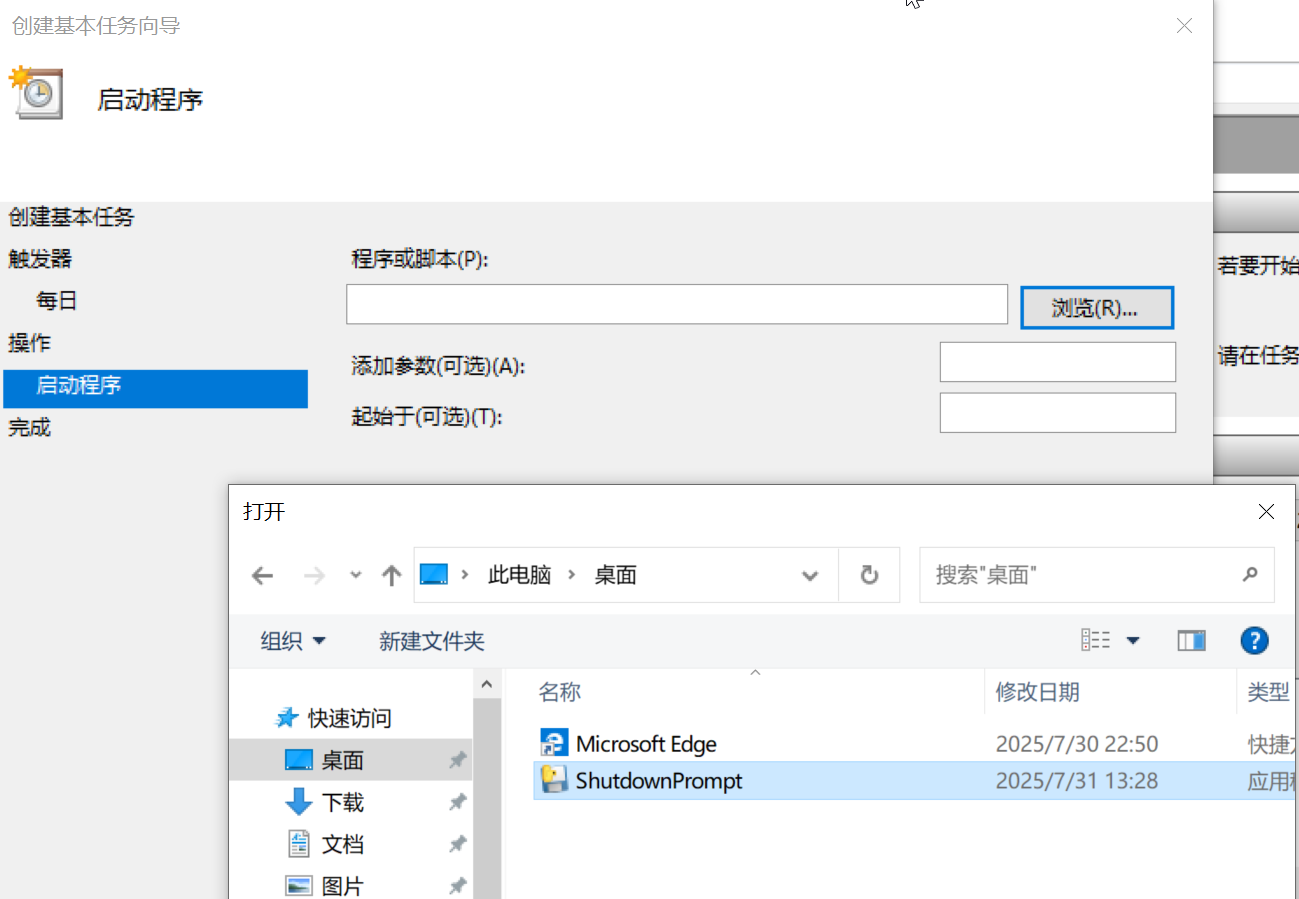 创建基本任务向导
启动程序
创建基本任务
触发器
每日
操作
启动程序
完成
程序或脚本(P):
浏览(R)...
添加参数(可选)(A):
起始于(可选)(T):
若要开始
请在任务
打开
此电脑 › 桌面
搜索"桌面"
组织
新建文件夹
快速访问
桌面
下载
文档
图片
名称 修改日期 类型
Microsoft Edge 2025/7/30 22:50 快捷
ShutdownPrompt 2025/7/31 13:28 应用